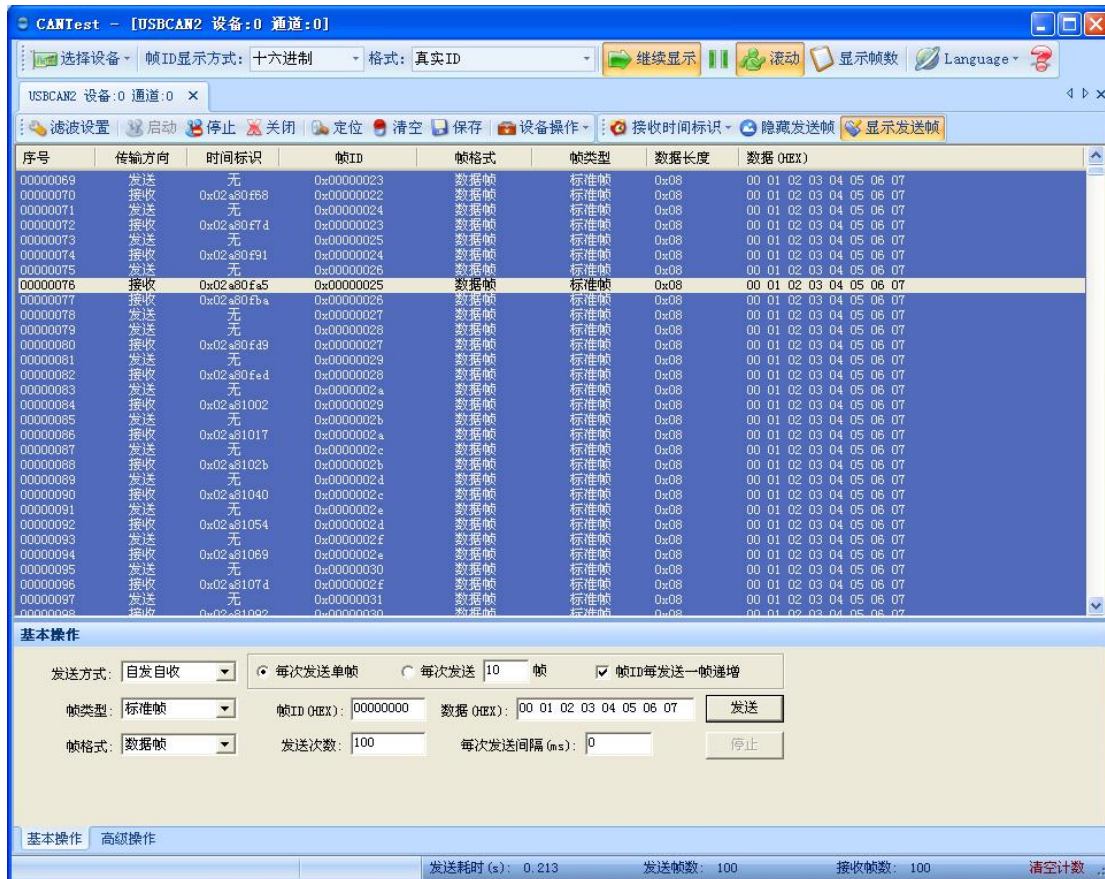 CANTest - [USBCAN2 设备:0 通道:0]
选择设备 帧ID显示方式: 十六进制 格式: 真实ID 继续显示 滚动 显示帧数 Language
USBCAN2 设备:0 通道:0
滤波设置 启动 停止 关闭 定位 清空 保存 设备操作 接收时间标识 隐藏发送帧 显示发送帧
序号 传输方向 时间标识 帧ID 帧格式 帧类型 数据长度 数据(HEX)
00000069 发送 无 0x00000023 数据帧 标准帧 0x08 00 01 02 03 04 05 06 07
00000070 接收 0x02a80f68 0x00000022 数据帧 标准帧 0x08 00 01 02 03 04 05 06 07
00000071 发送 无 0x00000024 数据帧 标准帧 0x08 00 01 02 03 04 05 06 07
00000072 接收 0x02a80f7d 0x00000023 数据帧 标准帧 0x08 00 01 02 03 04 05 06 07
00000073 发送 无 0x00000025 数据帧 标准帧 0x08 00 01 02 03 04 05 06 07
00000074 接收 0x02a80f91 0x00000024 数据帧 标准帧 0x08 00 01 02 03 04 05 06 07
00000075 发送 无 0x00000026 数据帧 标准帧 0x08 00 01 02 03 04 05 06 07
00000076 接收 0x02a80fa5 0x00000025 数据帧 标准帧 0x08 00 01 02 03 04 05 06 07
00000077 接收 0x02a80fba 0x00000026 数据帧 标准帧 0x08 00 01 02 03 04 05 06 07
00000078 发送 无 0x00000027 数据帧 标准帧 0x08 00 01 02 03 04 05 06 07
00000079 发送 无 0x00000028 数据帧 标准帧 0x08 00 01 02 03 04 05 06 07
00000080 接收 0x02a80fd9 0x00000027 数据帧 标准帧 0x08 00 01 02 03 04 05 06 07
00000081 发送 无 0x00000029 数据帧 标准帧 0x08 00 01 02 03 04 05 06 07
00000082 接收 0x02a80fed 0x00000028 数据帧 标准帧 0x08 00 01 02 03 04 05 06 07
00000083 发送 无 0x0000002a 数据帧 标准帧 0x08 00 01 02 03 04 05 06 07
00000084 接收 0x02a81002 0x00000029 数据帧 标准帧 0x08 00 01 02 03 04 05 06 07
00000085 发送 无 0x0000002b 数据帧 标准帧 0x08 00 01 02 03 04 05 06 07
00000086 接收 0x02a81017 0x0000002a 数据帧 标准帧 0x08 00 01 02 03 04 05 06 07
00000087 发送 无 0x0000002c 数据帧 标准帧 0x08 00 01 02 03 04 05 06 07
00000088 接收 0x02a8102b 0x0000002b 数据帧 标准帧 0x08 00 01 02 03 04 05 06 07
00000089 发送 无 0x0000002d 数据帧 标准帧 0x08 00 01 02 03 04 05 06 07
00000090 接收 0x02a81040 0x0000002c 数据帧 标准帧 0x08 00 01 02 03 04 05 06 07
00000091 发送 无 0x0000002e 数据帧 标准帧 0x08 00 01 02 03 04 05 06 07
00000092 接收 0x02a81054 0x0000002d 数据帧 标准帧 0x08 00 01 02 03 04 05 06 07
00000093 发送 无 0x0000002f 数据帧 标准帧 0x08 00 01 02 03 04 05 06 07
00000094 接收 0x02a81069 0x0000002e 数据帧 标准帧 0x08 00 01 02 03 04 05 06 07
00000095 发送 无 0x00000030 数据帧 标准帧 0x08 00 01 02 03 04 05 06 07
00000096 接收 0x02a8107d 0x0000002f 数据帧 标准帧 0x08 00 01 02 03 04 05 06 07
00000097 发送 无 0x00000031 数据帧 标准帧 0x08 00 01 02 03 04 05 06 07
00000098 接收 0x02a81092 0x00000030 数据帧 标准帧 0x08 00 01 02 03 04 05 06 07
基本操作
发送方式: 自发自收 每次发送单帧 每次发送 10 帧 帧ID每发送一帧递增
帧类型: 标准帧 帧ID(HEX): 00000000 数据(HEX): 00 01 02 03 04 05 06 07 发送
帧格式: 数据帧 发送次数: 100 每次发送间隔(ms): 0 停止
基本操作 高级操作
发送耗时(s): 0.213 发送帧数: 100 接收帧数: 100 清空计数